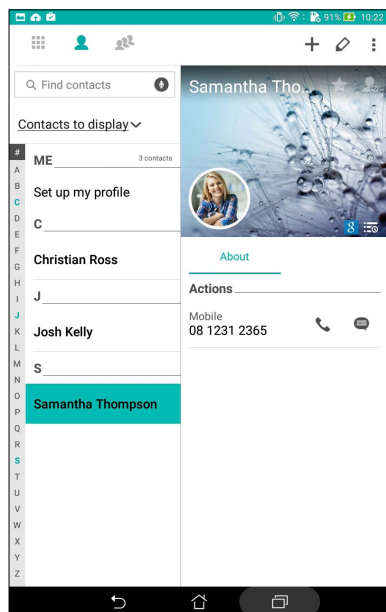 91% 10:22
Find contacts
Contacts to display
ME 3 contacts
Set up my profile
C
Christian Ross
J
Josh Kelly
S
Samantha Thompson
#
A
B
C
D
E
F
G
H
I
J
K
L
M
N
O
P
Q
R
S
T
U
V
W
X
Y
Z
Samantha Tho...
8
About
Actions
Mobile
08 1231 2365